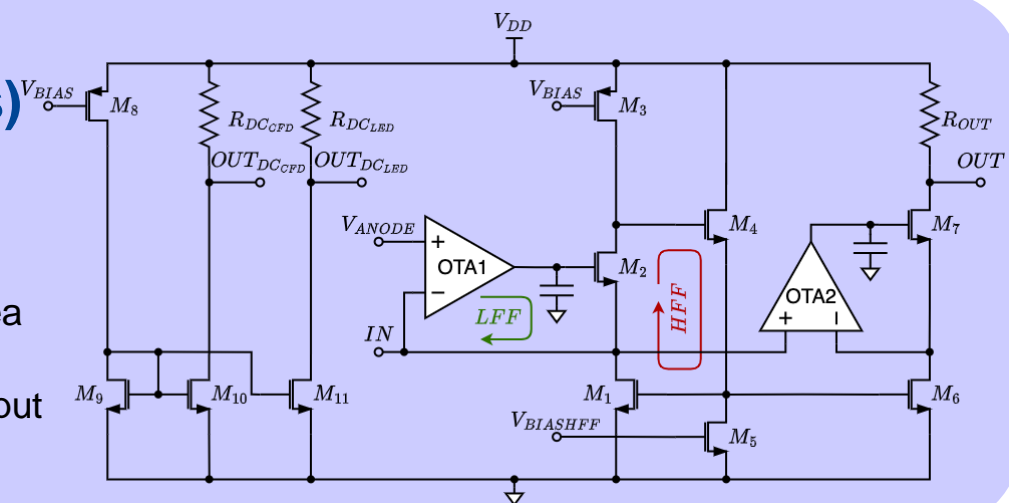 V_DD
s)
V_BIAS
M_8
R_DC_CFD
R_DC_LED
V_BIAS
M_3
R_OUT
OUT_DC_CFD
OUT_DC_LED
OUT
V_ANODE
+
OTA1
−
M_2
M_4
M_7
LFF
HFF
OTA2
+
−
ea
IN
out
M_9
M_10
M_11
M_1
M_6
V_BIASHFF
M_5